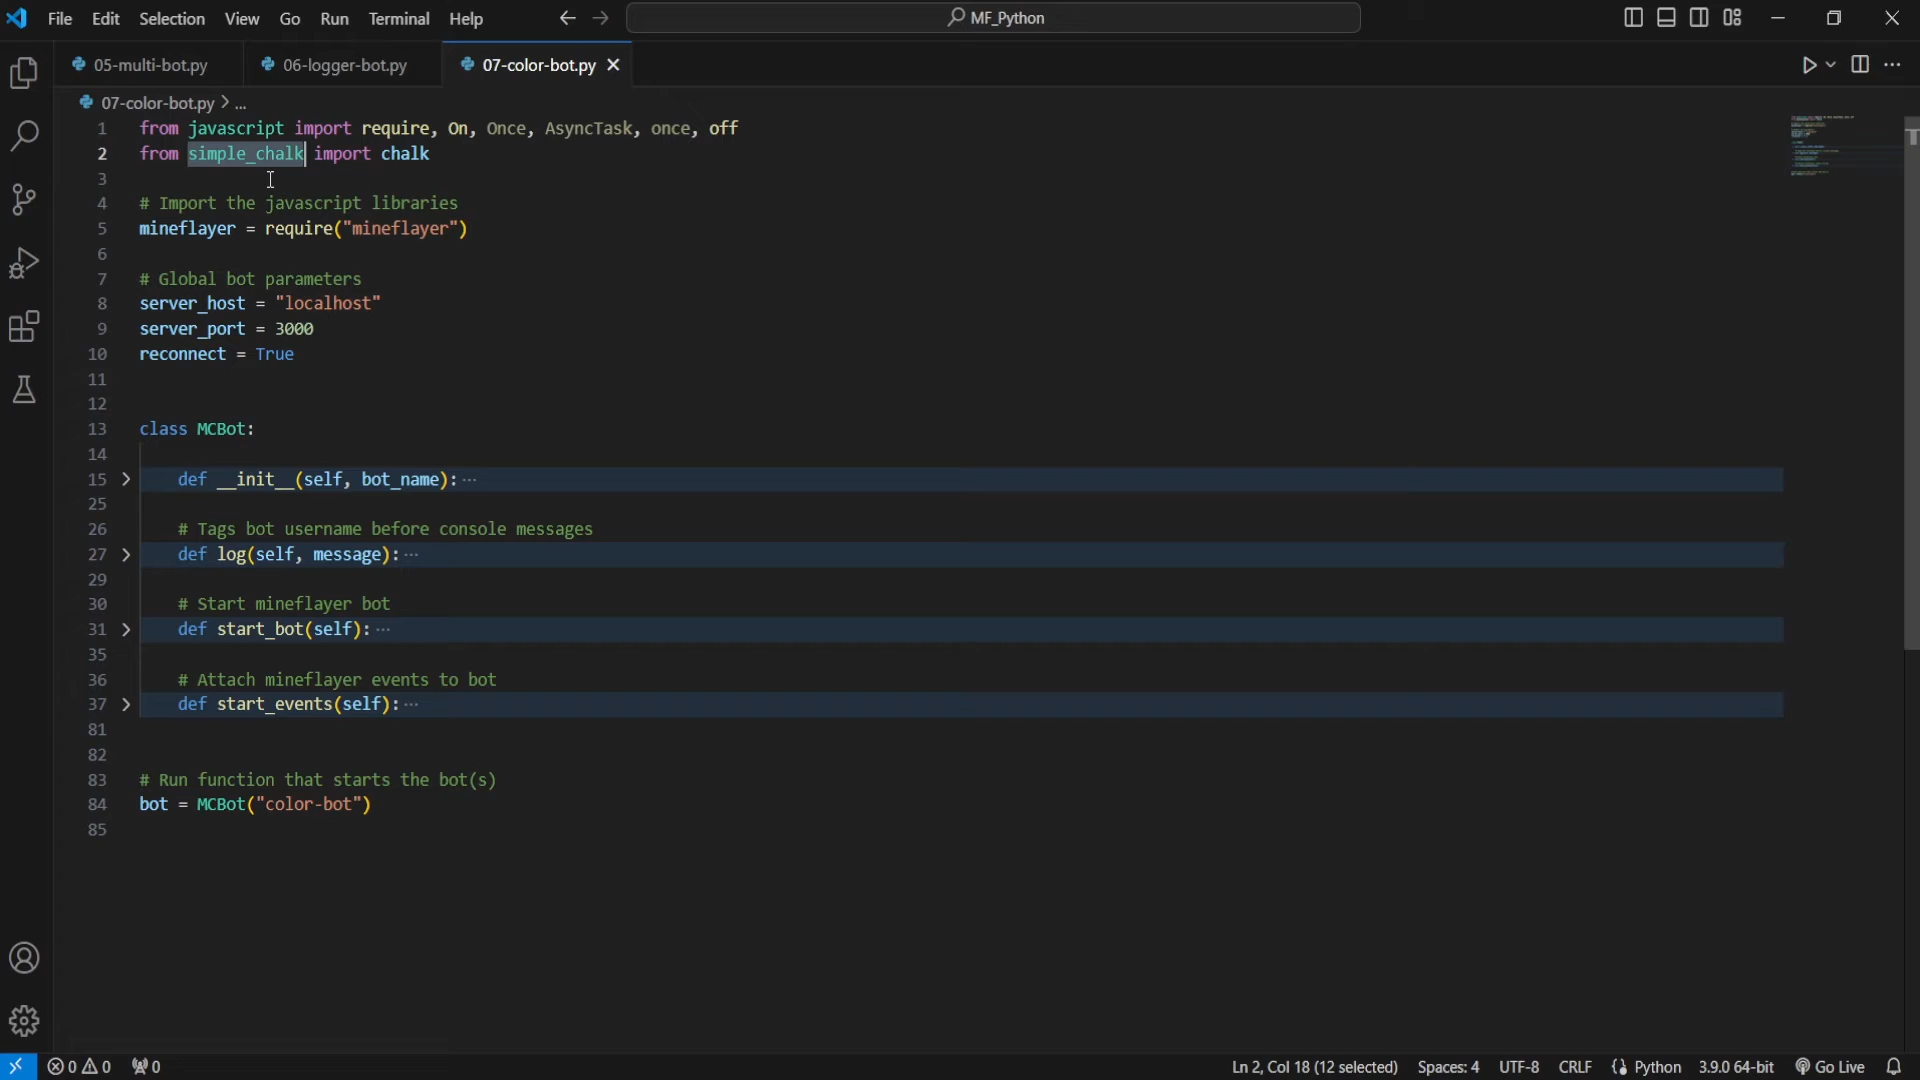 File Edit Selection View Go Run Terminal Help MF_Python
05-multi-bot.py 06-logger-bot.py 07-color-bot.py
07-color-bot.py > ...
1 from javascript import require, On, Once, AsyncTask, once, off
2 from simple_chalk import chalk
3
4 # Import the javascript libraries
5 mineflayer = require("mineflayer")
6
7 # Global bot parameters
8 server_host = "localhost"
9 server_port = 3000
10 reconnect = True
11
12
13 class MCBot:
14
15 def __init__(self, bot_name):···
25
26 # Tags bot username before console messages
27 def log(self, message):···
29
30 # Start mineflayer bot
31 def start_bot(self):···
35
36 # Attach mineflayer events to bot
37 def start_events(self):···
81
82
83 # Run function that starts the bot(s)
84 bot = MCBot("color-bot")
85
0 0 0 Ln 2, Col 18 (12 selected) Spaces: 4 UTF-8 CRLF Python 3.9.0 64-bit Go Live